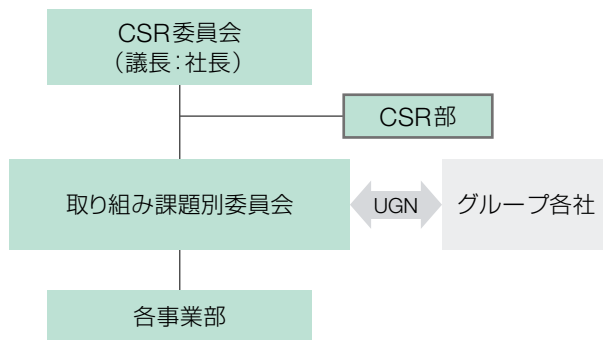 CSR委員会
（議長：社長）
CSR部
取り組み課題別委員会
UGN
グループ各社
各事業部